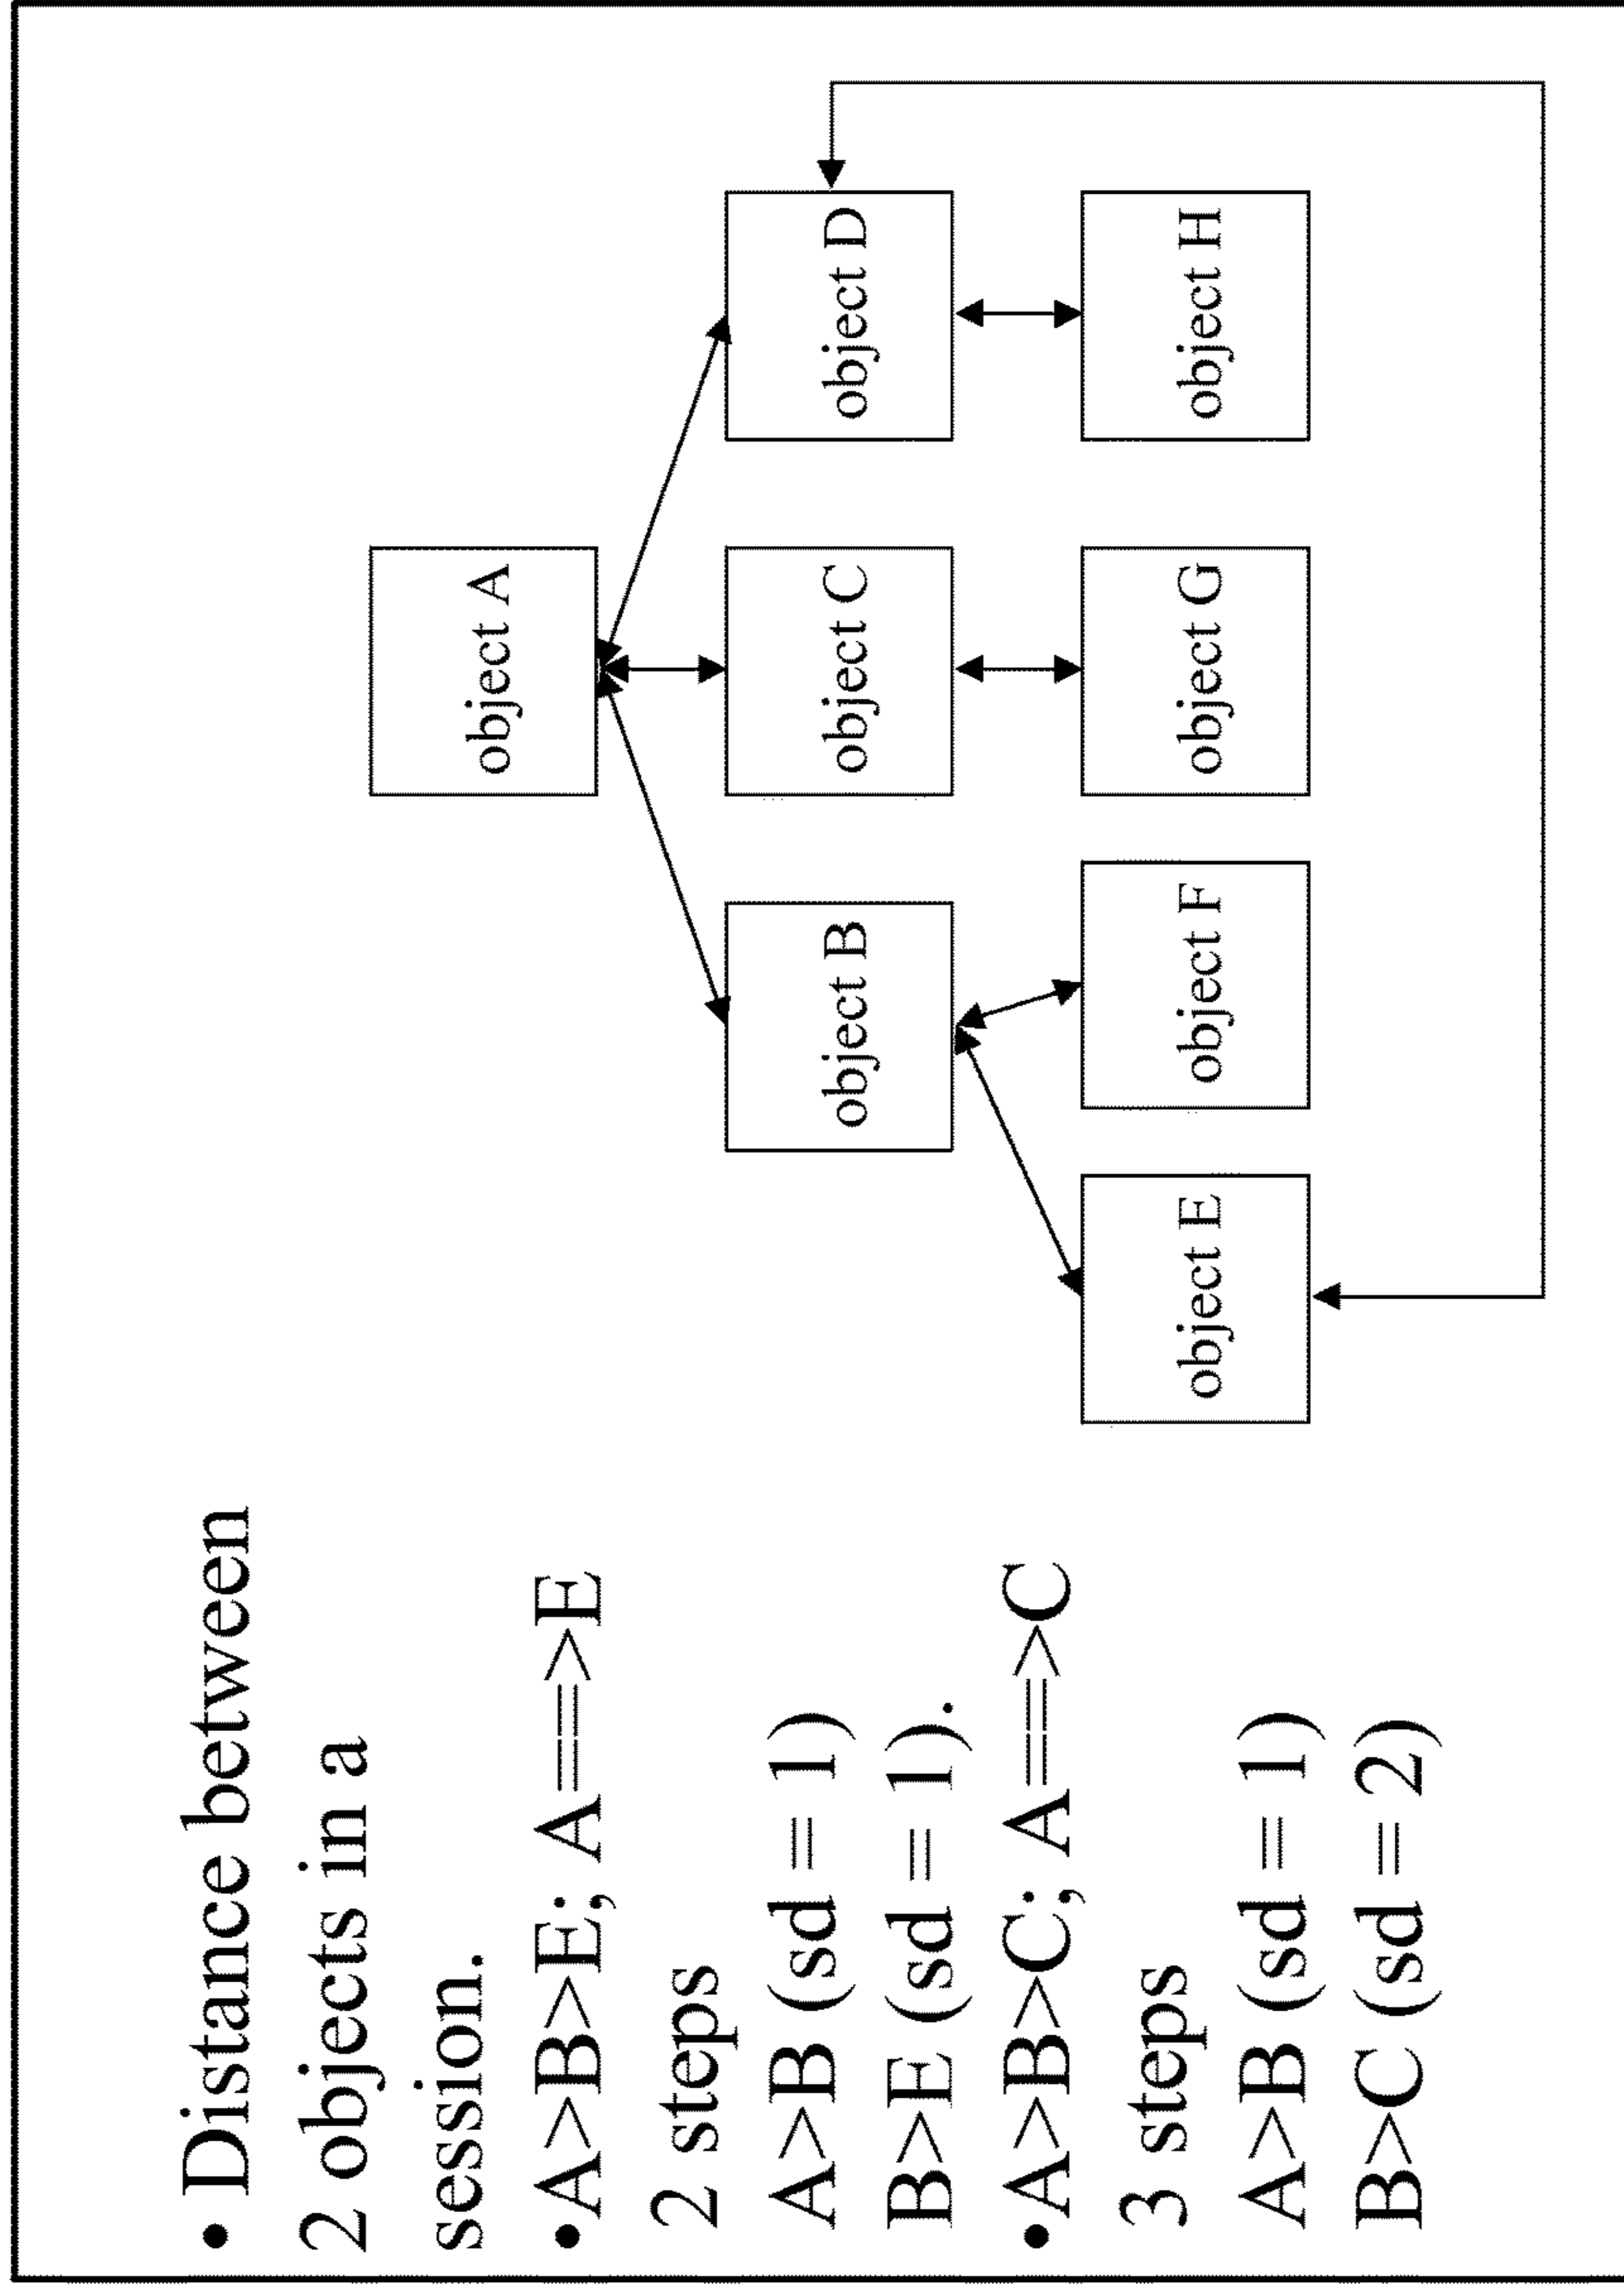 • Distance between
2 objects in a
session.
•A>B>E; A==>E
2 steps
A>B (sd = 1)
B>E (sd = 1).
•A>B>C; A==>C
3 steps
A>B (sd = 1)
B>C (sd = 2)
object A
object B
object C
object D
object E
object F
object G
object H